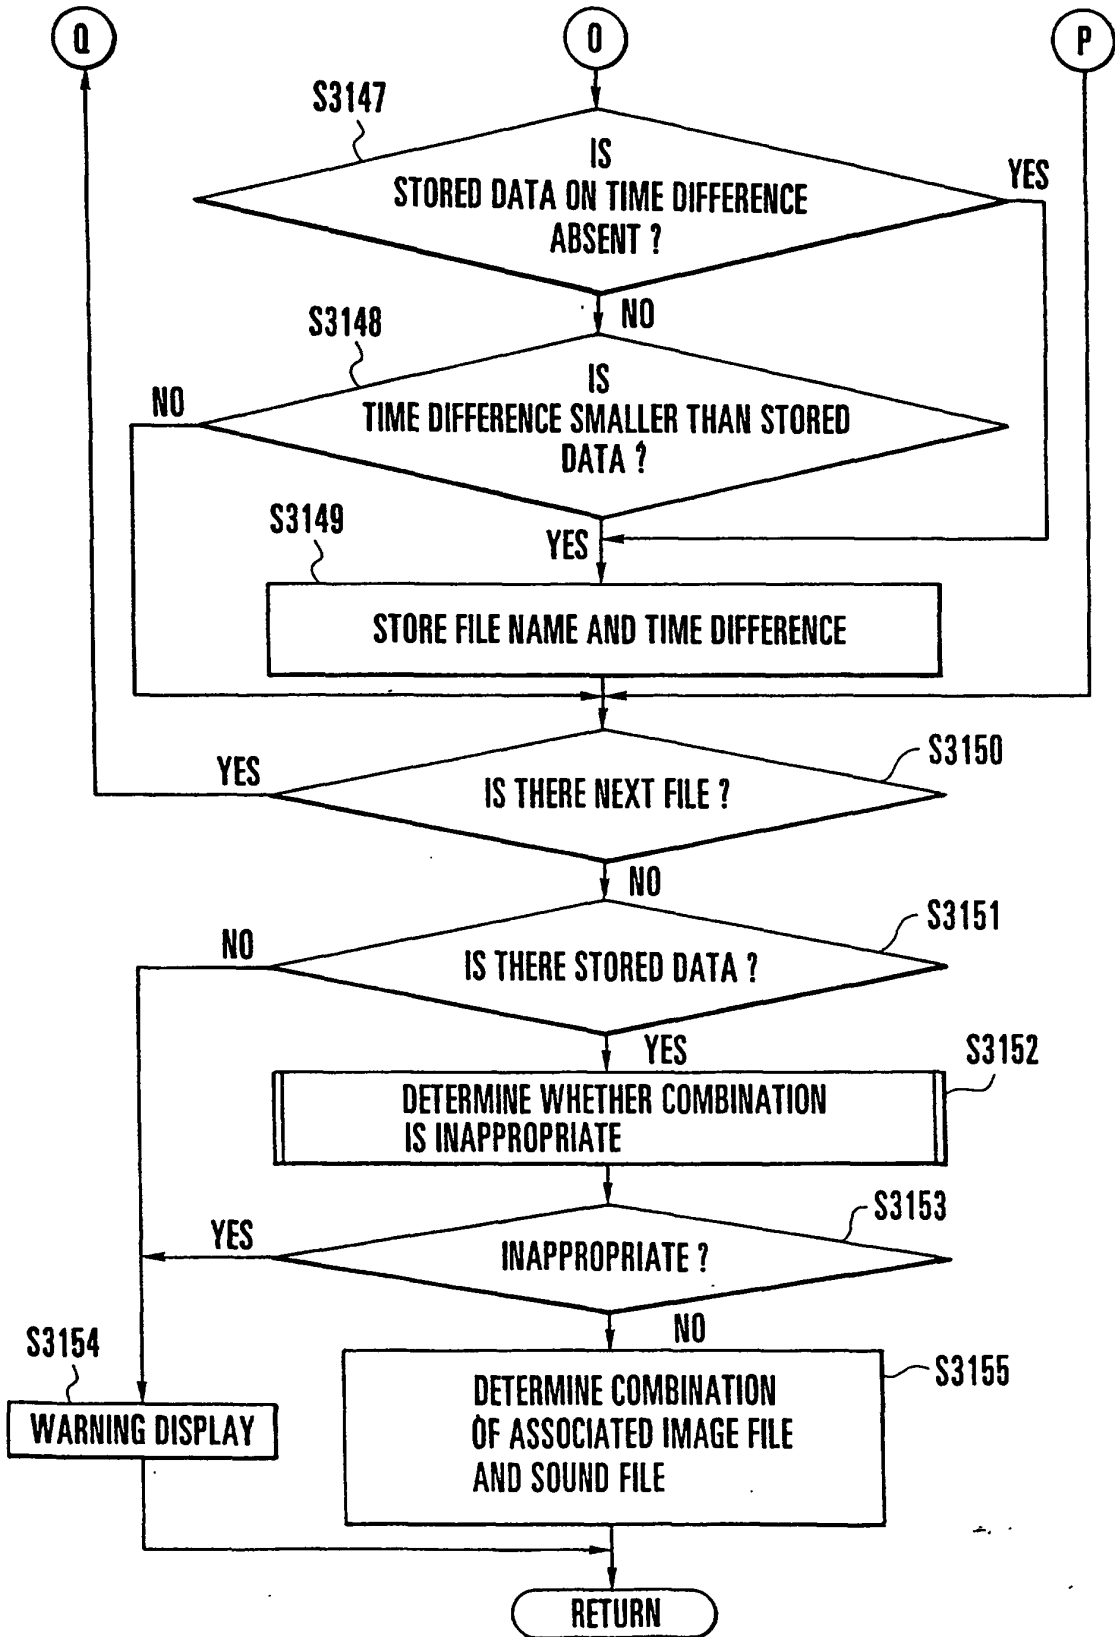 Q
O
P
S3147
IS
STORED DATA ON TIME DIFFERENCE
ABSENT ?
YES
NO
S3148
IS
TIME DIFFERENCE SMALLER THAN STORED
DATA ?
NO
YES
S3149
STORE FILE NAME AND TIME DIFFERENCE
S3150
YES
IS THERE NEXT FILE ?
NO
S3151
NO
IS THERE STORED DATA ?
YES
S3152
DETERMINE WHETHER COMBINATION
IS INAPPROPRIATE
S3153
YES
INAPPROPRIATE ?
NO
S3154
WARNING DISPLAY
S3155
DETERMINE COMBINATION
OF ASSOCIATED IMAGE FILE
AND SOUND FILE
RETURN